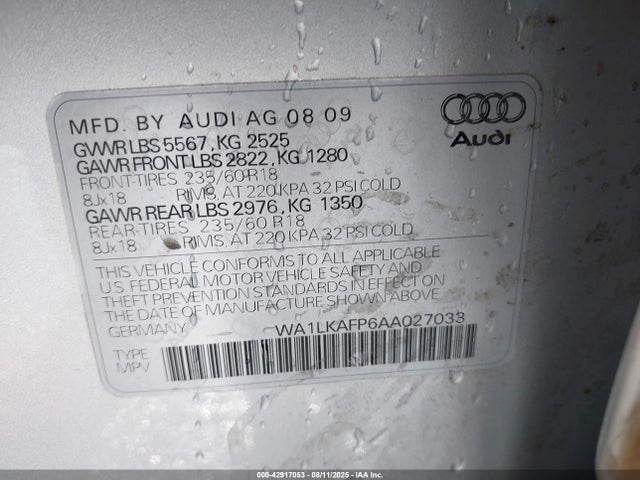 MFD. BY AUDI AG 08 09
GVWR LBS 5567, KG 2525
GAWR FRONT LBS 2822, KG 1280
FRONT-TIRES 235/60 R18
8Jx18 RIMS, AT 220 KPA 32 PSI COLD
GAWR REAR LBS 2976, KG 1350
REAR-TIRES 235/60 R18
8Jx18 RIMS, AT 220 KPA 32 PSI COLD
Audi
THIS VEHICLE CONFORMS TO ALL APPLICABLE
U.S. FEDERAL MOTOR VEHICLE SAFETY AND
THEFT PREVENTION STANDARDS IN EFFECT ON
THE DATE OF MANUFACTURE SHOWN ABOVE.
GERMANY WA1LKAFP6AA027033
TYPE
MPV
000-42917053 - 08/11/2025 - IAA Inc.